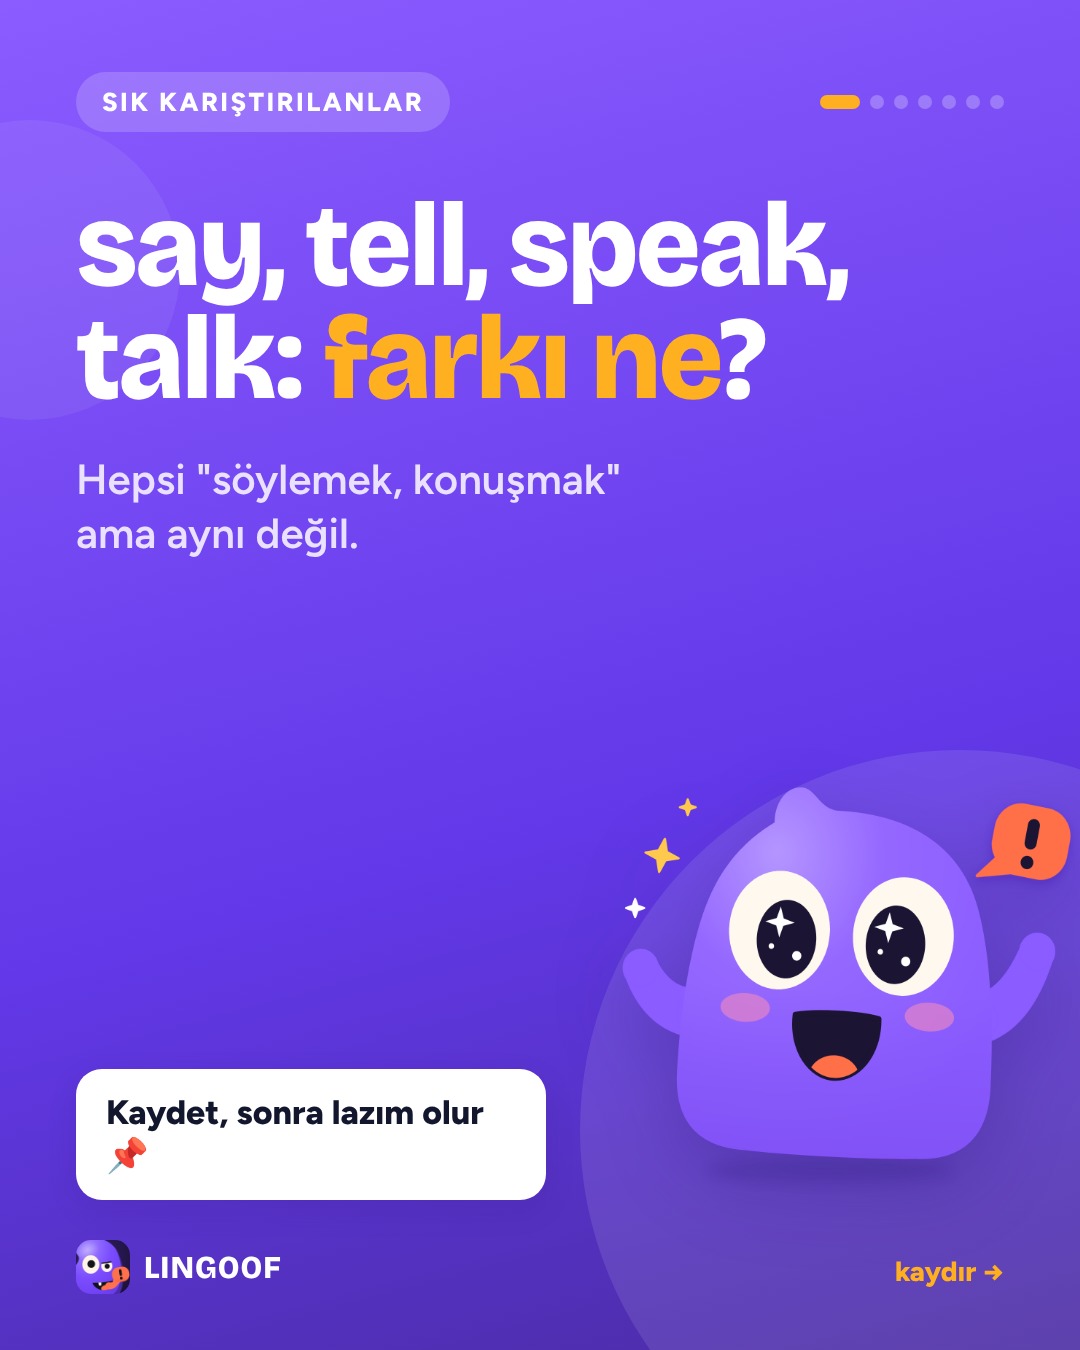 SIK KARIŞTIRILANLAR
say, tell, speak,
talk: farkı ne?
Hepsi "söylemek, konuşmak"
ama aynı değil.
!
Kaydet, sonra lazım olur
📌
LINGOOF
kaydır →